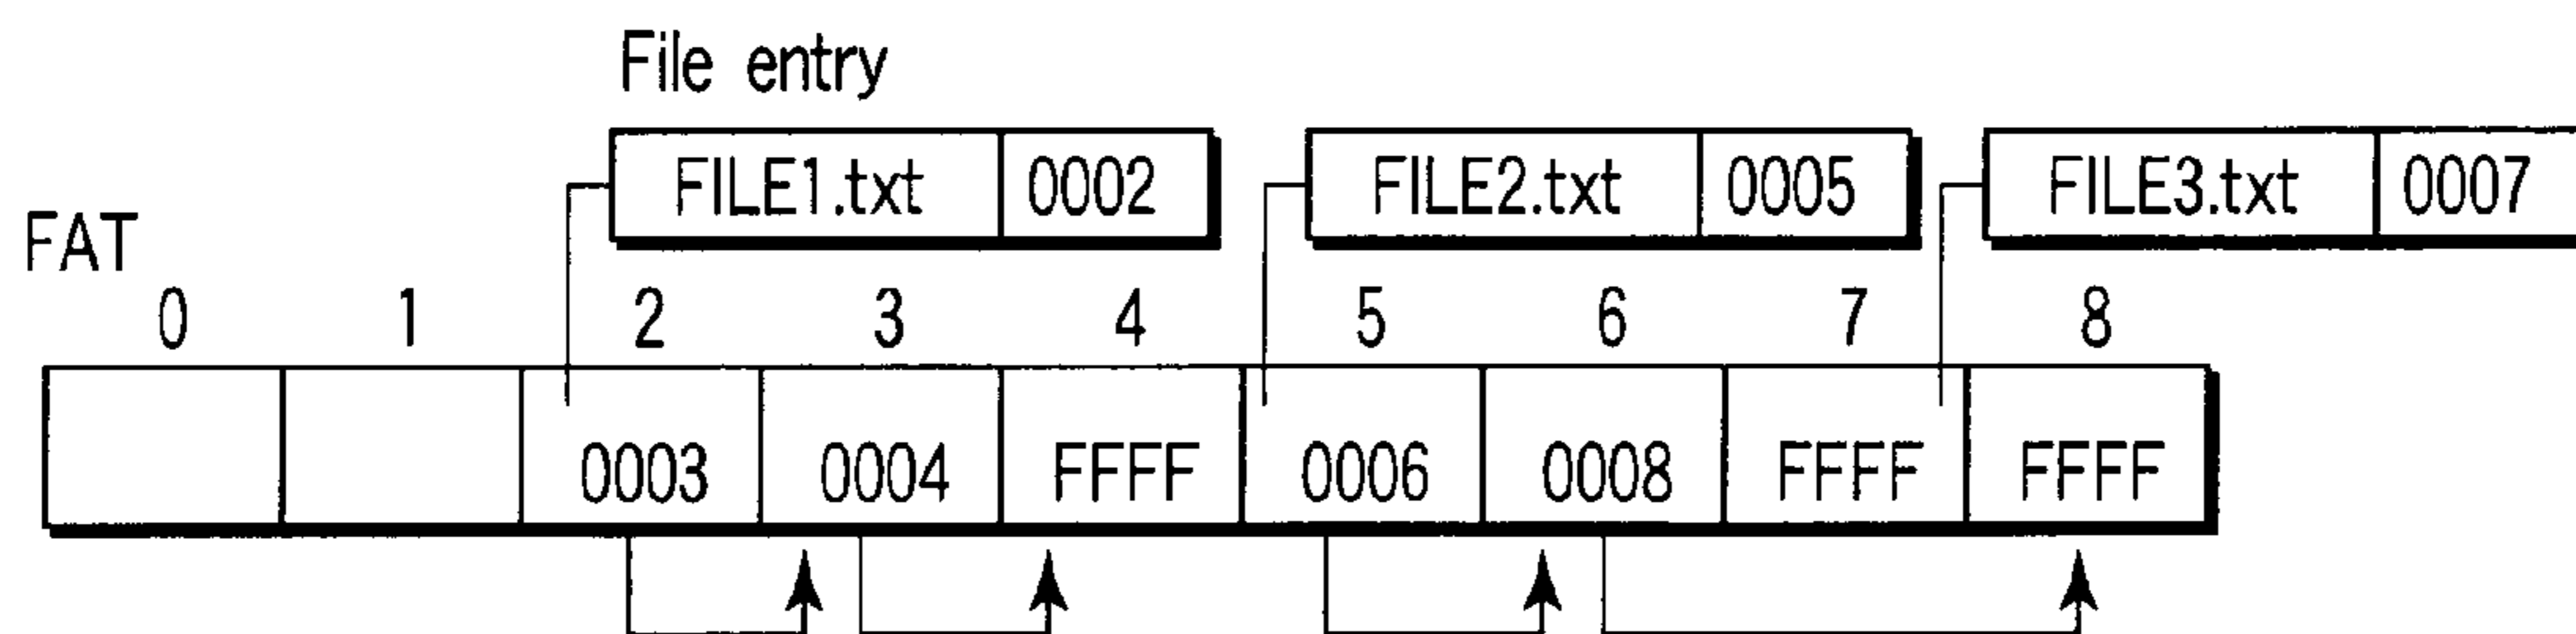 File entry
FILE1.txt 0002 FILE2.txt 0005 FILE3.txt 0007
FAT
0 1 2 3 4 5 6 7 8
0003 0004 FFFF 0006 0008 FFFF FFFF